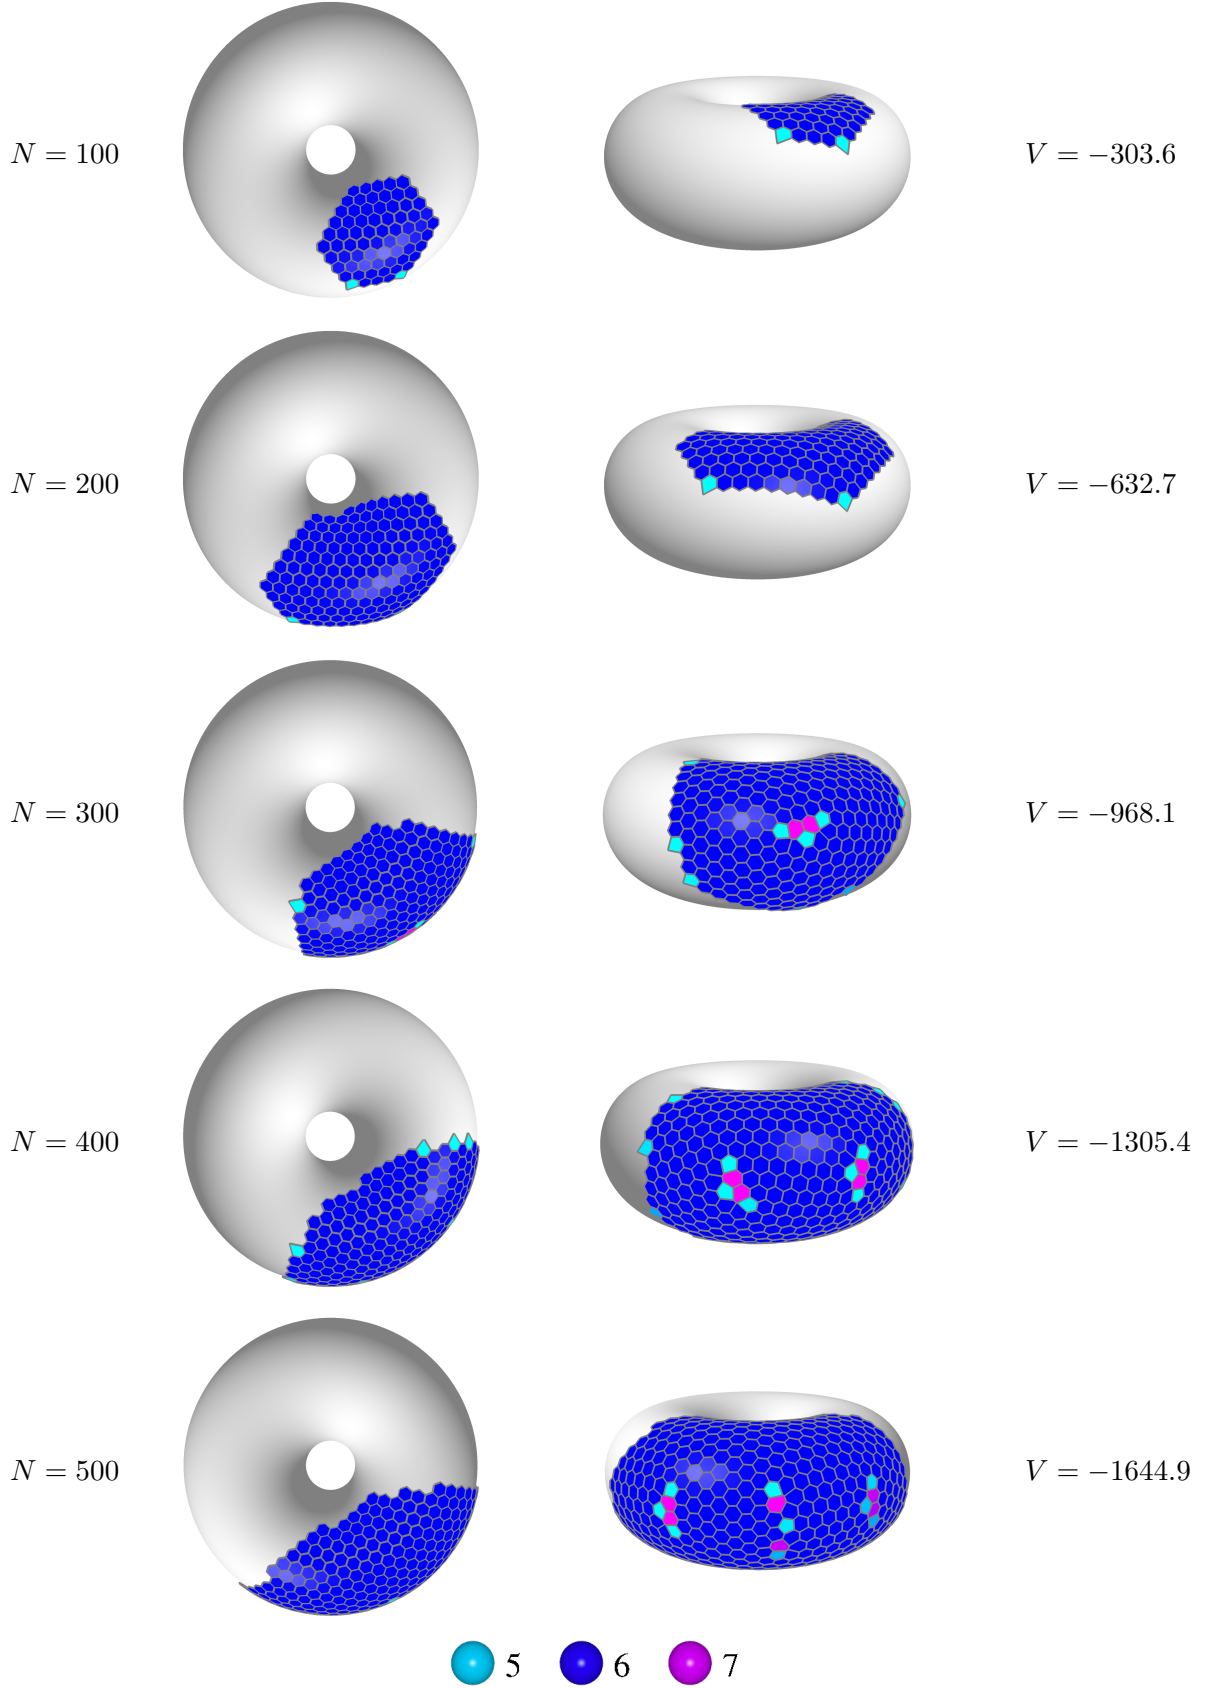 N = 100 V = −303.6
N = 200 V = −632.7
N = 300 V = −968.1
N = 400 V = −1305.4
N = 500 V = −1644.9
5 6 7